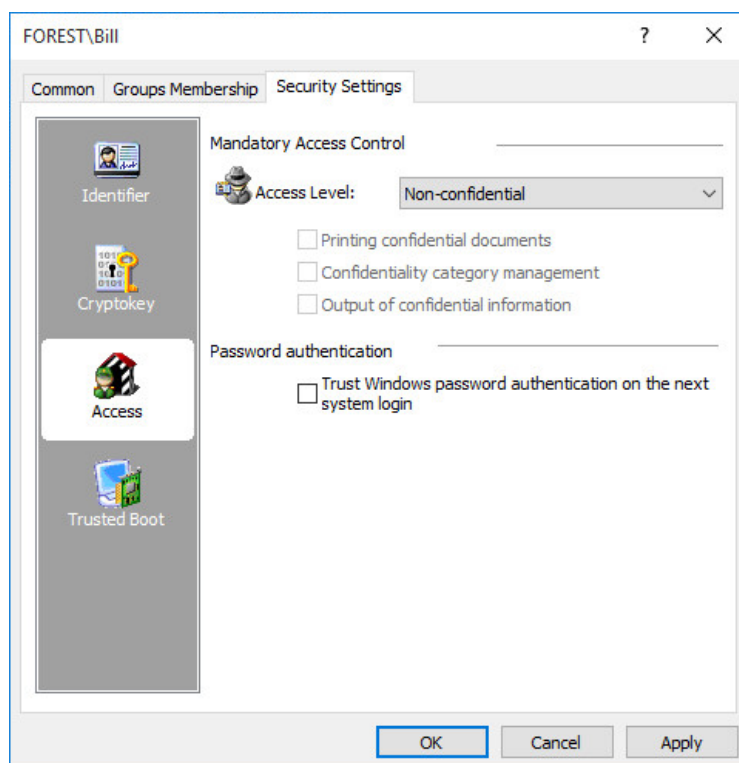 FOREST\Bill
Common
Groups Membership
Security Settings
Identifier
Cryptokey
Access
Trusted Boot
Mandatory Access Control
Access Level:
Non-confidential
Printing confidential documents
Confidentiality category management
Output of confidential information
Password authentication
Trust Windows password authentication on the next
system login
OK
Cancel
Apply